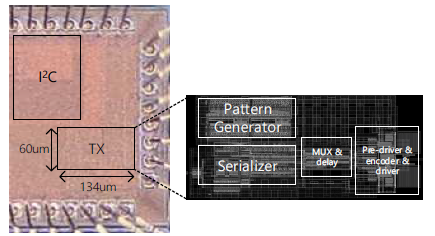 I²C
TX
60um
134um
Pattern
Generator
Serializer
MUX &
delay
Pre-driver &
encoder &
driver